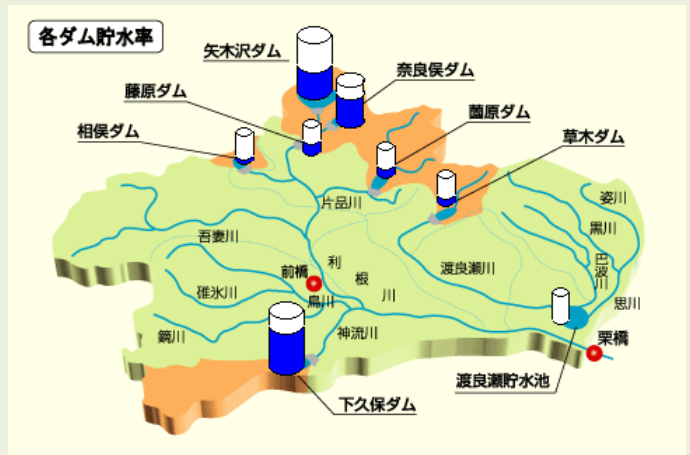 各ダム貯水率
矢木沢ダム
奈良俣ダム
藤原ダム
薗原ダム
相俣ダム
草木ダム
片品川
姿川
黒川
吾妻川
巴波川
利根川
渡良瀬川
前橋
碓氷川
烏川
思川
鏑川
神流川
栗橋
渡良瀬貯水池
下久保ダム